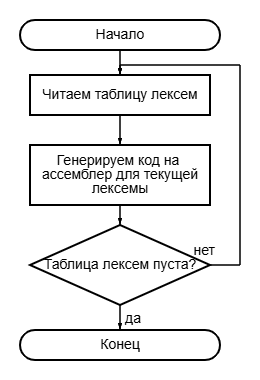 Начало
Читаем таблицу лексем
Генерируем код на
ассемблер для текущей
лексемы
Таблица лексем пуста?
нет
да
Конец